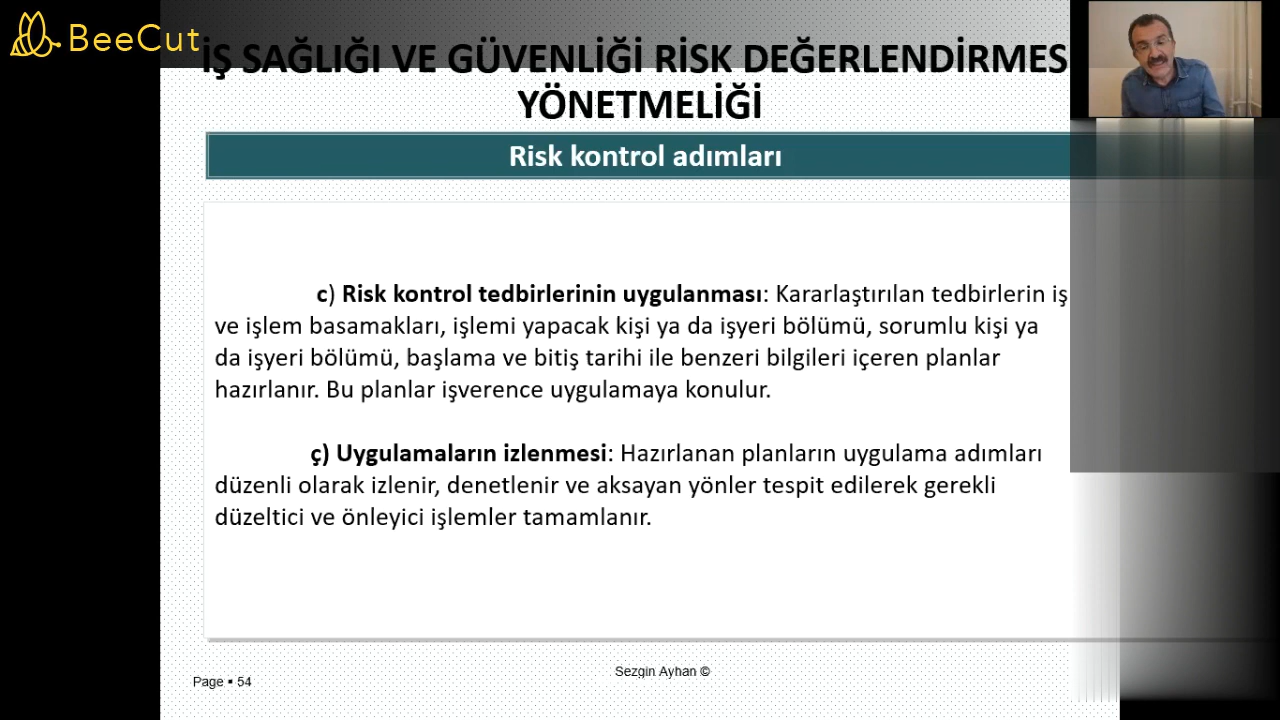 BeeCut
İŞ SAĞLIĞI VE GÜVENLİĞİ RİSK DEĞERLENDİRMES
YÖNETMELİĞİ
Risk kontrol adımları
c) Risk kontrol tedbirlerinin uygulanması: Kararlaştırılan tedbirlerin iş
ve işlem basamakları, işlemi yapacak kişi ya da işyeri bölümü, sorumlu kişi ya
da işyeri bölümü, başlama ve bitiş tarihi ile benzeri bilgileri içeren planlar
hazırlanır. Bu planlar işverence uygulamaya konulur.
ç) Uygulamaların izlenmesi: Hazırlanan planların uygulama adımları
düzenli olarak izlenir, denetlenir ve aksayan yönler tespit edilerek gerekli
düzeltici ve önleyici işlemler tamamlanır.
Sezgin Ayhan ©
Page ▪ 54